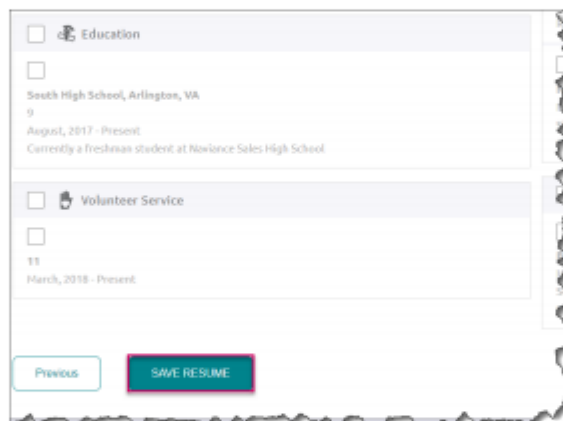 Education
South High School, Arlington, VA
9
August, 2017 - Present
Currently a freshman student at Naviance Sales High School
Volunteer Service
11
March, 2018 - Present
Previous
SAVE RESUME